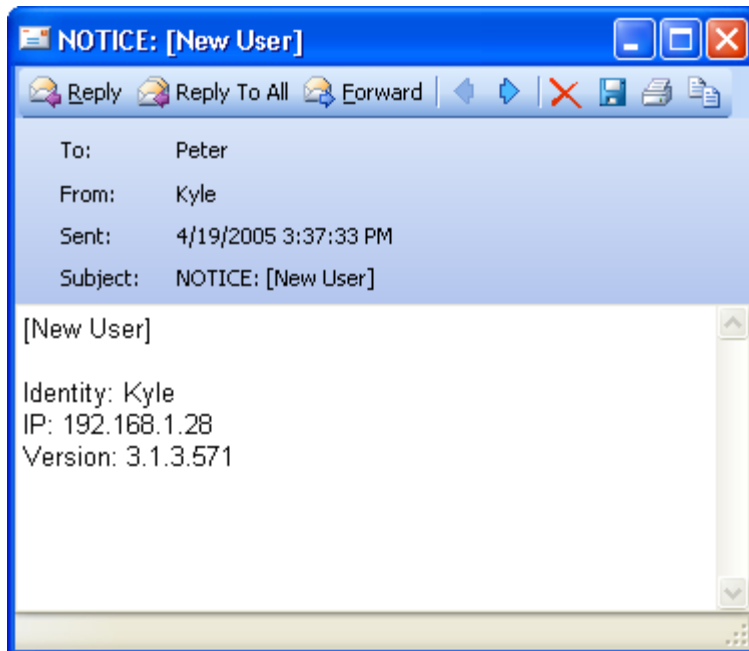 NOTICE: [New User]
Reply Reply To All Forward
To: Peter
From: Kyle
Sent: 4/19/2005 3:37:33 PM
Subject: NOTICE: [New User]
[New User]
Identity: Kyle
IP: 192.168.1.28
Version: 3.1.3.571